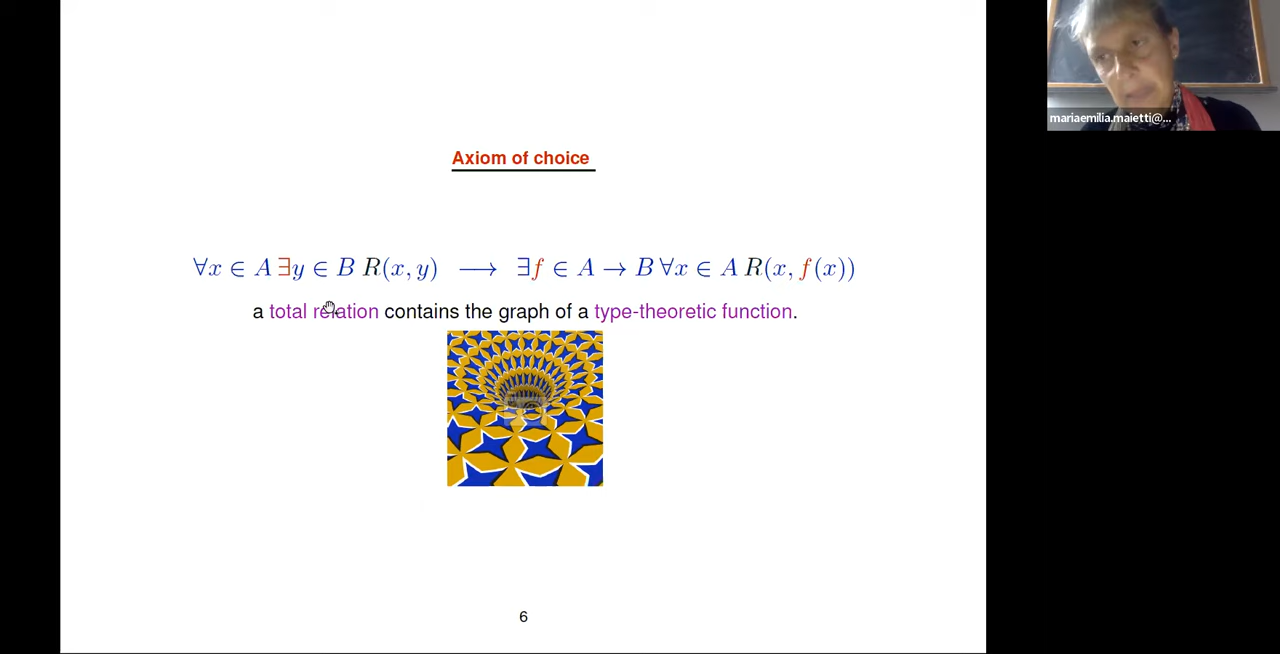 mariaemilia.maietti@...
Axiom of choice
∀x ∈ A ∃y ∈ B R(x, y) ⟶ ∃f ∈ A → B ∀x ∈ A R(x, f(x))
a total relation contains the graph of a type-theoretic function.
6